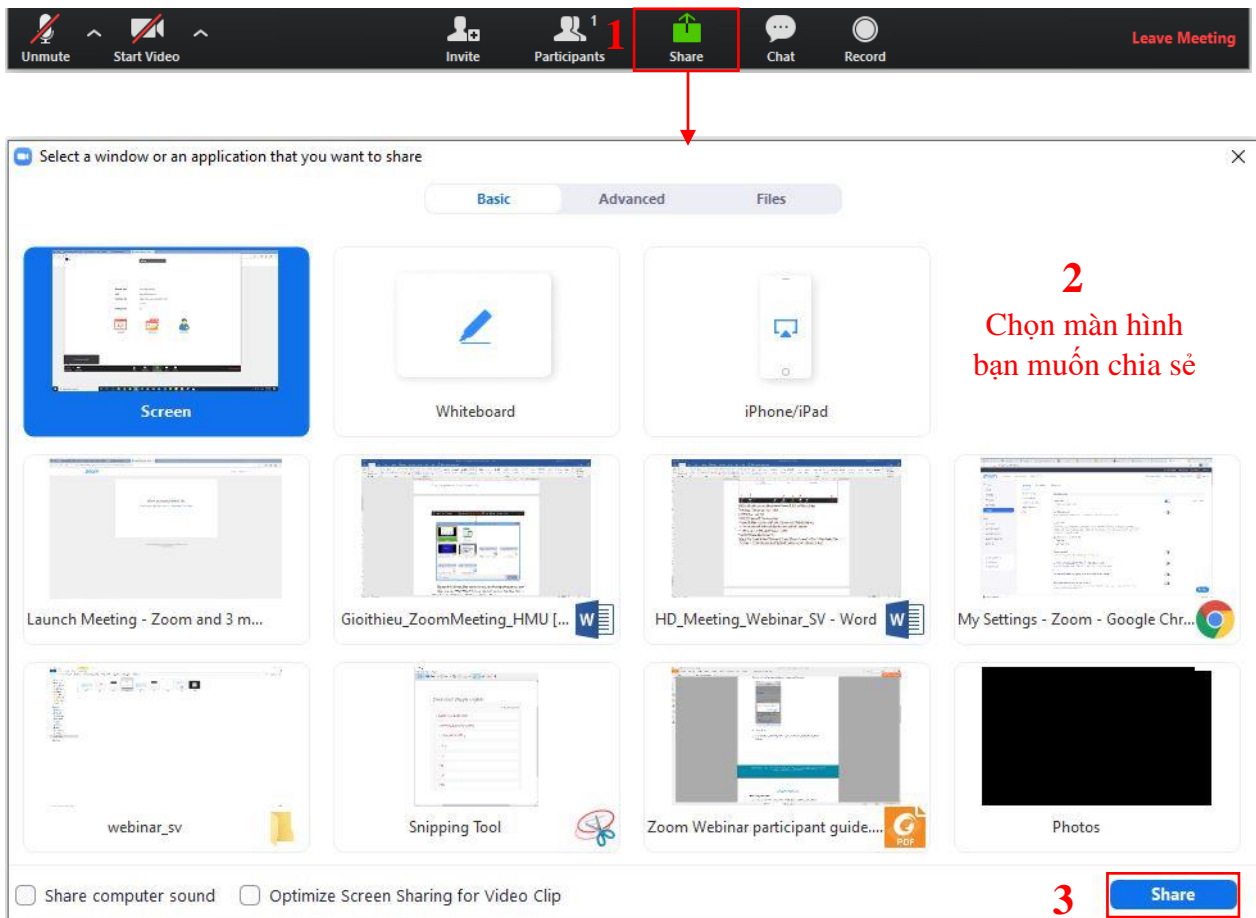 1
1
Unmute
Start Video
Invite
Participants
Share
Chat
Record
Leave Meeting
Select a window or an application that you want to share
Basic
Advanced
Files
2
Chọn màn hình
bạn muốn chia sẻ
Screen
Whiteboard
iPhone/iPad
Launch Meeting - Zoom and 3 m...
Gioithieu_ZoomMeeting_HMU [...
HD_Meeting_Webinar_SV - Word
My Settings - Zoom - Google Chr...
webinar_sv
Snipping Tool
Zoom Webinar participant guide....
PDF
Photos
Share computer sound
Optimize Screen Sharing for Video Clip
3
Share